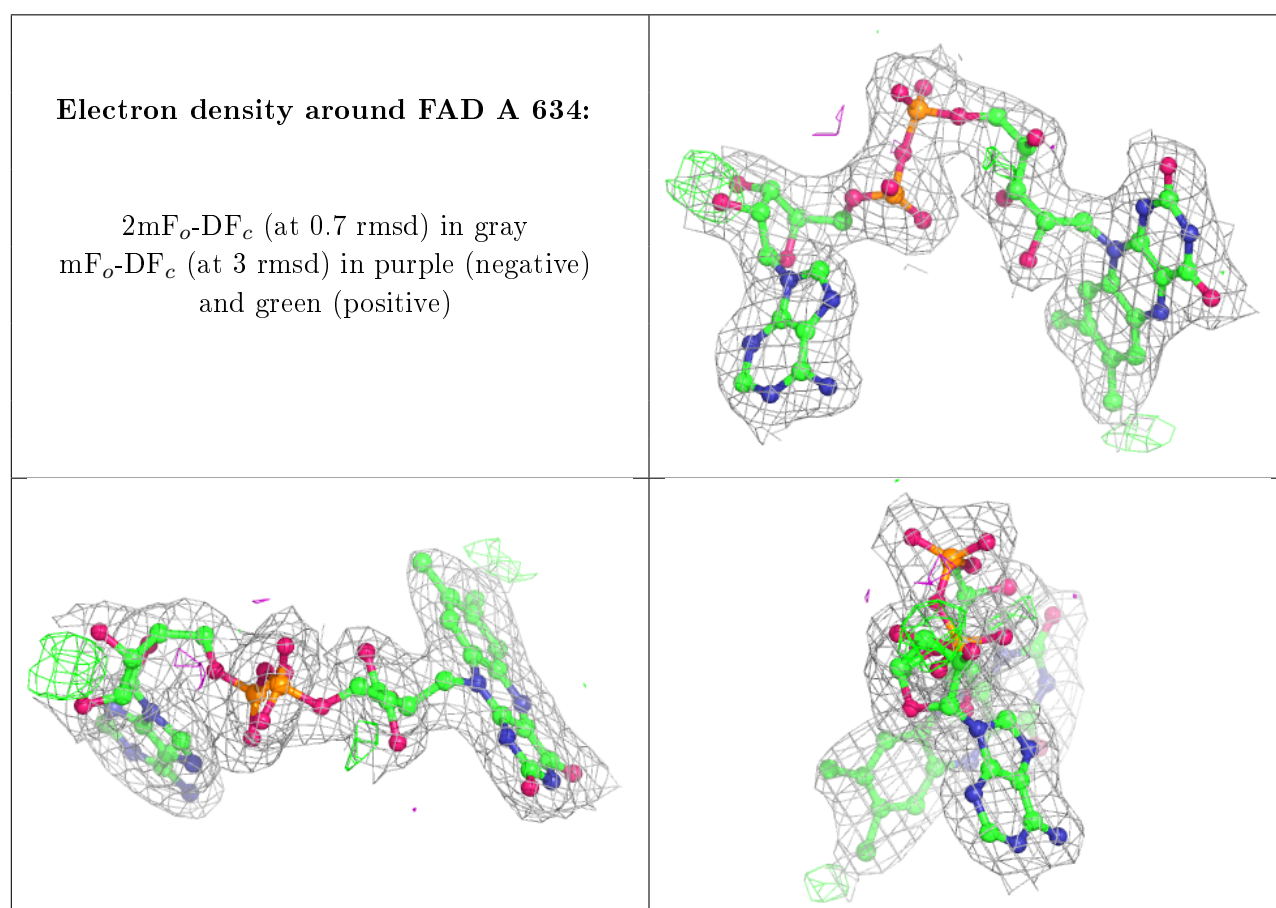 Electron density around FAD A 634:
2mFo-DFc (at 0.7 rmsd) in gray
mFo-DFc (at 3 rmsd) in purple (negative)
and green (positive)